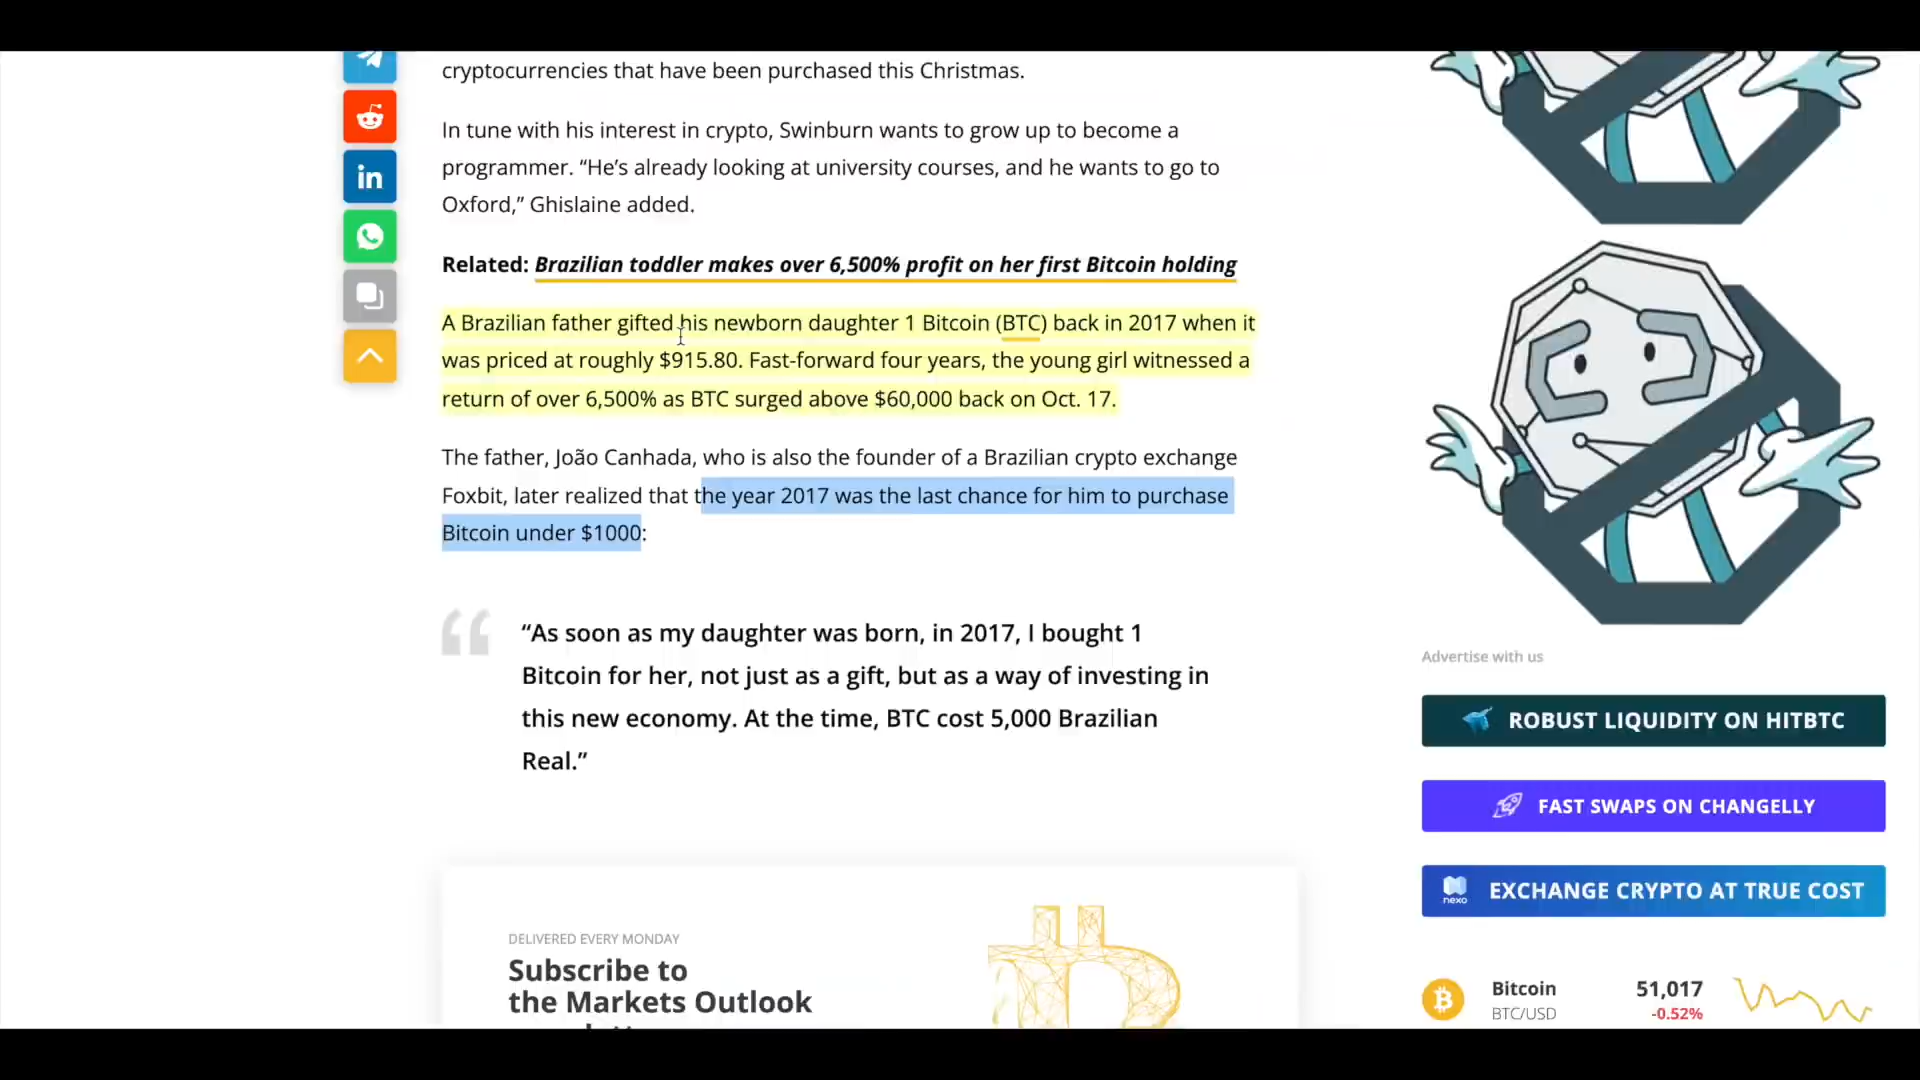 cryptocurrencies that have been purchased this Christmas.
In tune with his interest in crypto, Swinburn wants to grow up to become a
programmer. “He’s already looking at university courses, and he wants to go to
Oxford,” Ghislaine added.
Related: Brazilian toddler makes over 6,500% profit on her first Bitcoin holding
A Brazilian father gifted his newborn daughter 1 Bitcoin (BTC) back in 2017 when it
was priced at roughly $915.80. Fast-forward four years, the young girl witnessed a
return of over 6,500% as BTC surged above $60,000 back on Oct. 17.
The father, João Canhada, who is also the founder of a Brazilian crypto exchange
Foxbit, later realized that the year 2017 was the last chance for him to purchase
Bitcoin under $1000:
“As soon as my daughter was born, in 2017, I bought 1
Bitcoin for her, not just as a gift, but as a way of investing in
this new economy. At the time, BTC cost 5,000 Brazilian
Real.”
DELIVERED EVERY MONDAY
Subscribe to
the Markets Outlook
in
Advertise with us
ROBUST LIQUIDITY ON HITBTC
FAST SWAPS ON CHANGELLY
nexo
EXCHANGE CRYPTO AT TRUE COST
Bitcoin 51,017
BTC/USD -0.52%